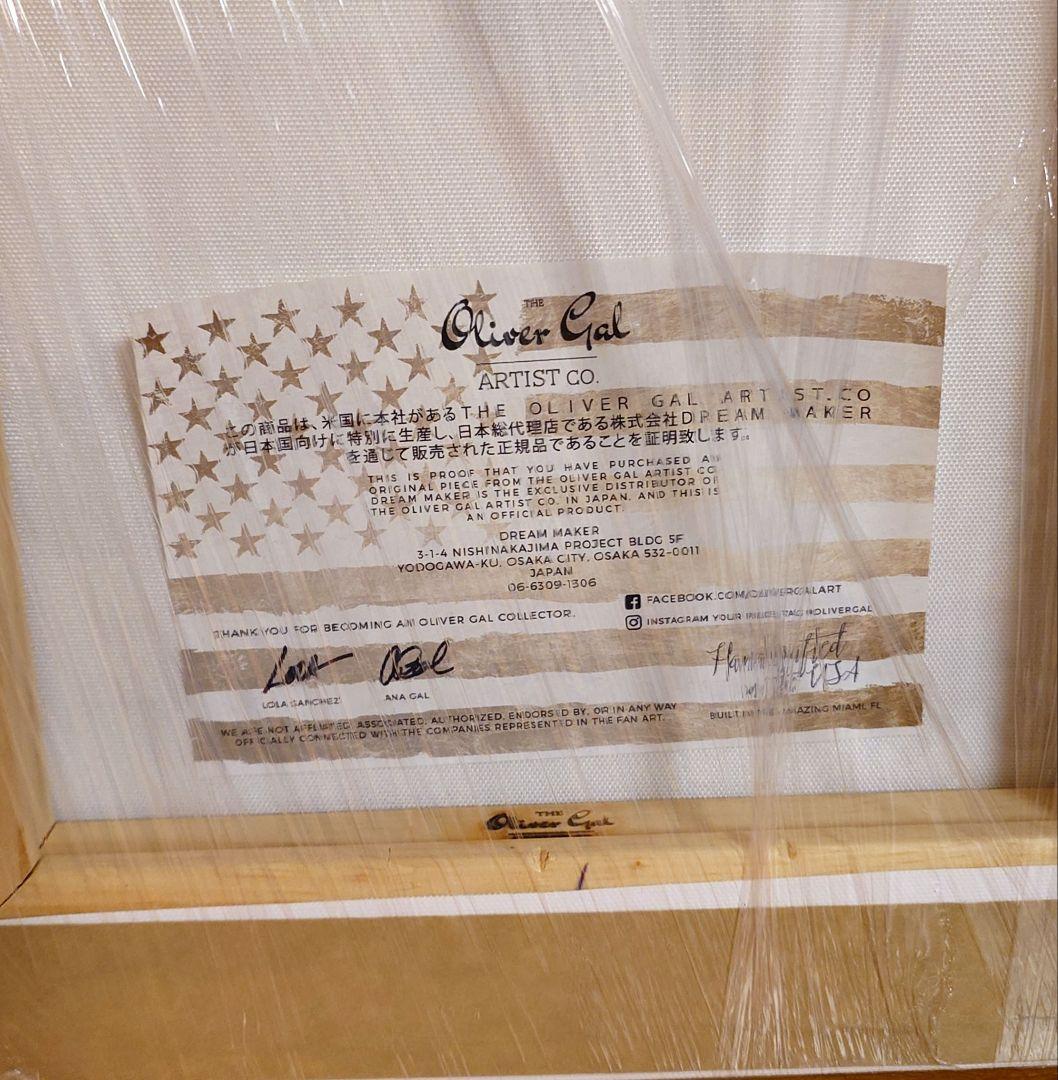 THE
Oliver Gal
ARTIST CO.
この商品は、米国に本社があるTHE OLIVER GAL ARTIST.CO
が日本国向けに特別に生産し、日本総代理店である株式会社DREAM MAKER
を通じて販売された正規品であることを証明致します。
THIS IS PROOF THAT YOU HAVE PURCHASED AN
ORIGINAL PIECE FROM THE OLIVER GAL ARTIST CO.
DREAM MAKER IS THE EXCLUSIVE DISTRIBUTOR OF
THE OLIVER GAL ARTIST CO. IN JAPAN. AND THIS IS
AN OFFICIAL PRODUCT.
DREAM MAKER
3-1-4 NISHINAKAJIMA PROJECT BLDG 5F
YODOGAWA-KU, OSAKA CITY, OSAKA 532-0011
JAPAN
06-6309-1306
FACEBOOK.COM/OLIVERGALART
INSTAGRAM YOUR PIECE TAG @OLIVERGAL
THANK YOU FOR BECOMING AN OLIVER GAL COLLECTOR.
LOLA SANCHEZ
ANA GAL
USA
BUILT IN THE AMAZING MIAMI, FL
WE ARE NOT AFFILIATED, ASSOCIATED, AUTHORIZED, ENDORSED BY, OR IN ANY WAY
OFFICIALLY CONNECTED WITH THE COMPANIES REPRESENTED IN THE FAN ART.
THE
Oliver Gal